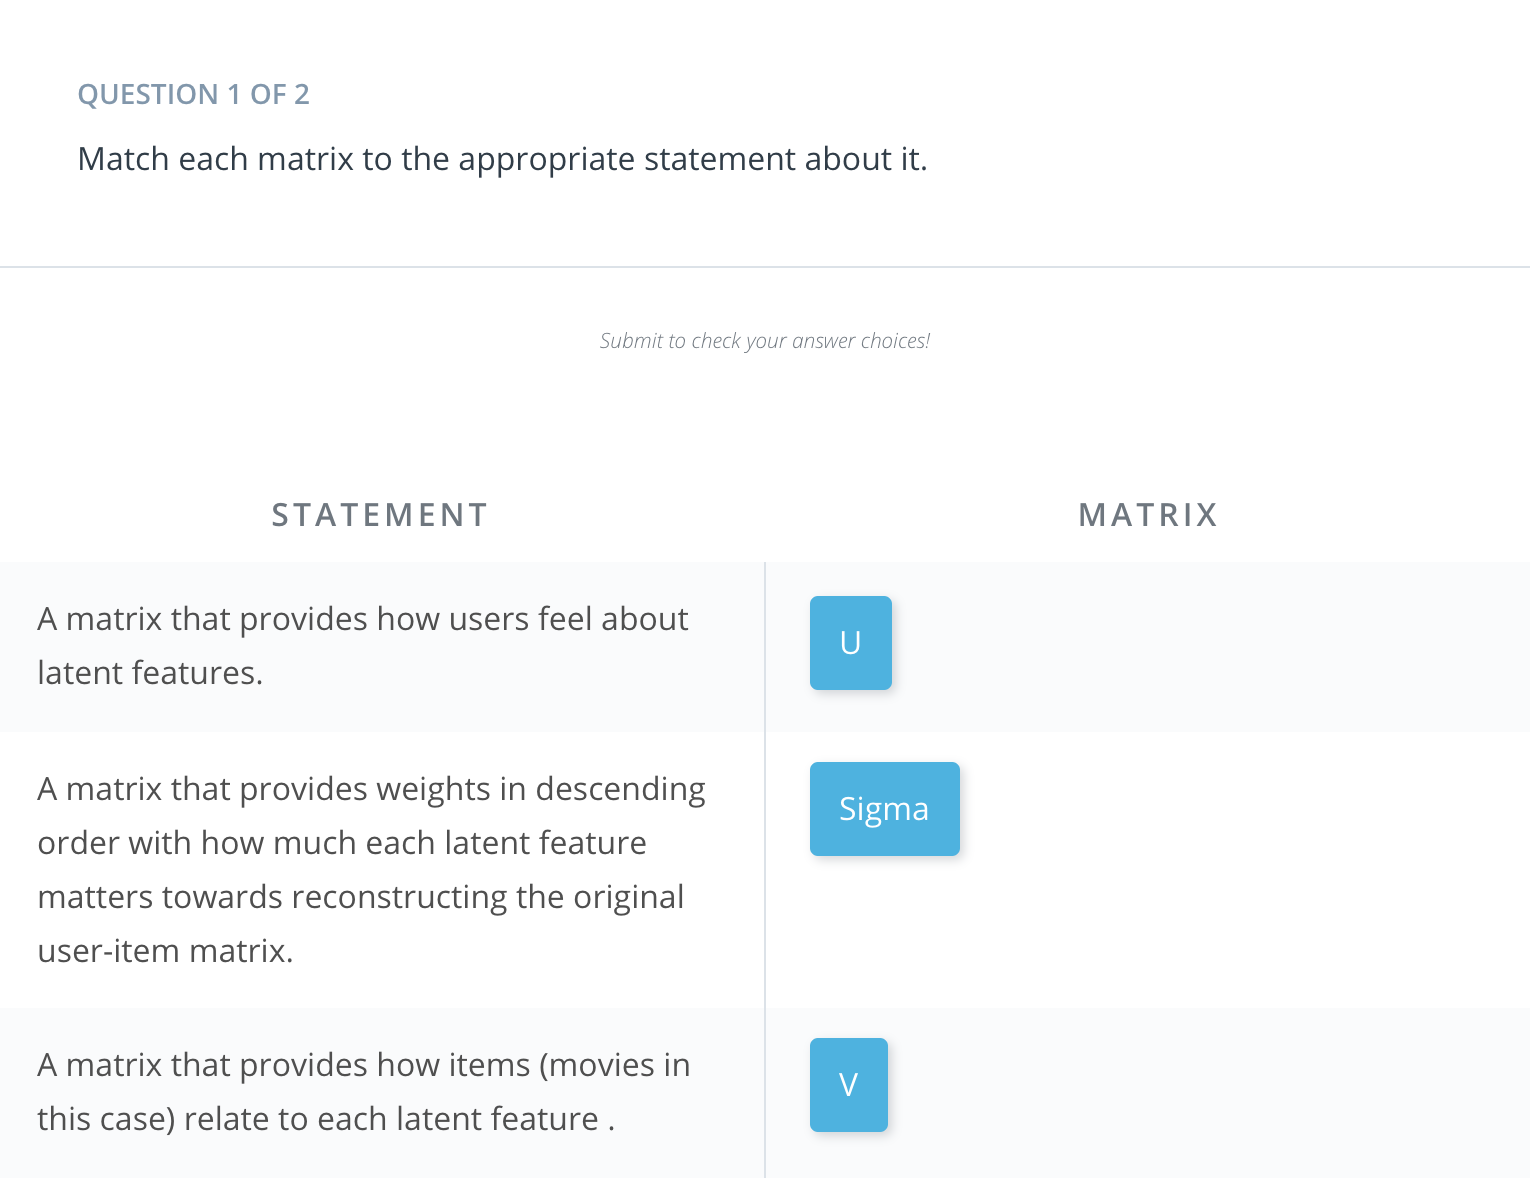 QUESTION 1 OF 2
Match each matrix to the appropriate statement about it.
Submit to check your answer choices!
STATEMENT
MATRIX
A matrix that provides how users feel about
latent features.
U
A matrix that provides weights in descending
order with how much each latent feature
matters towards reconstructing the original
user-item matrix.
Sigma
A matrix that provides how items (movies in
this case) relate to each latent feature .
V